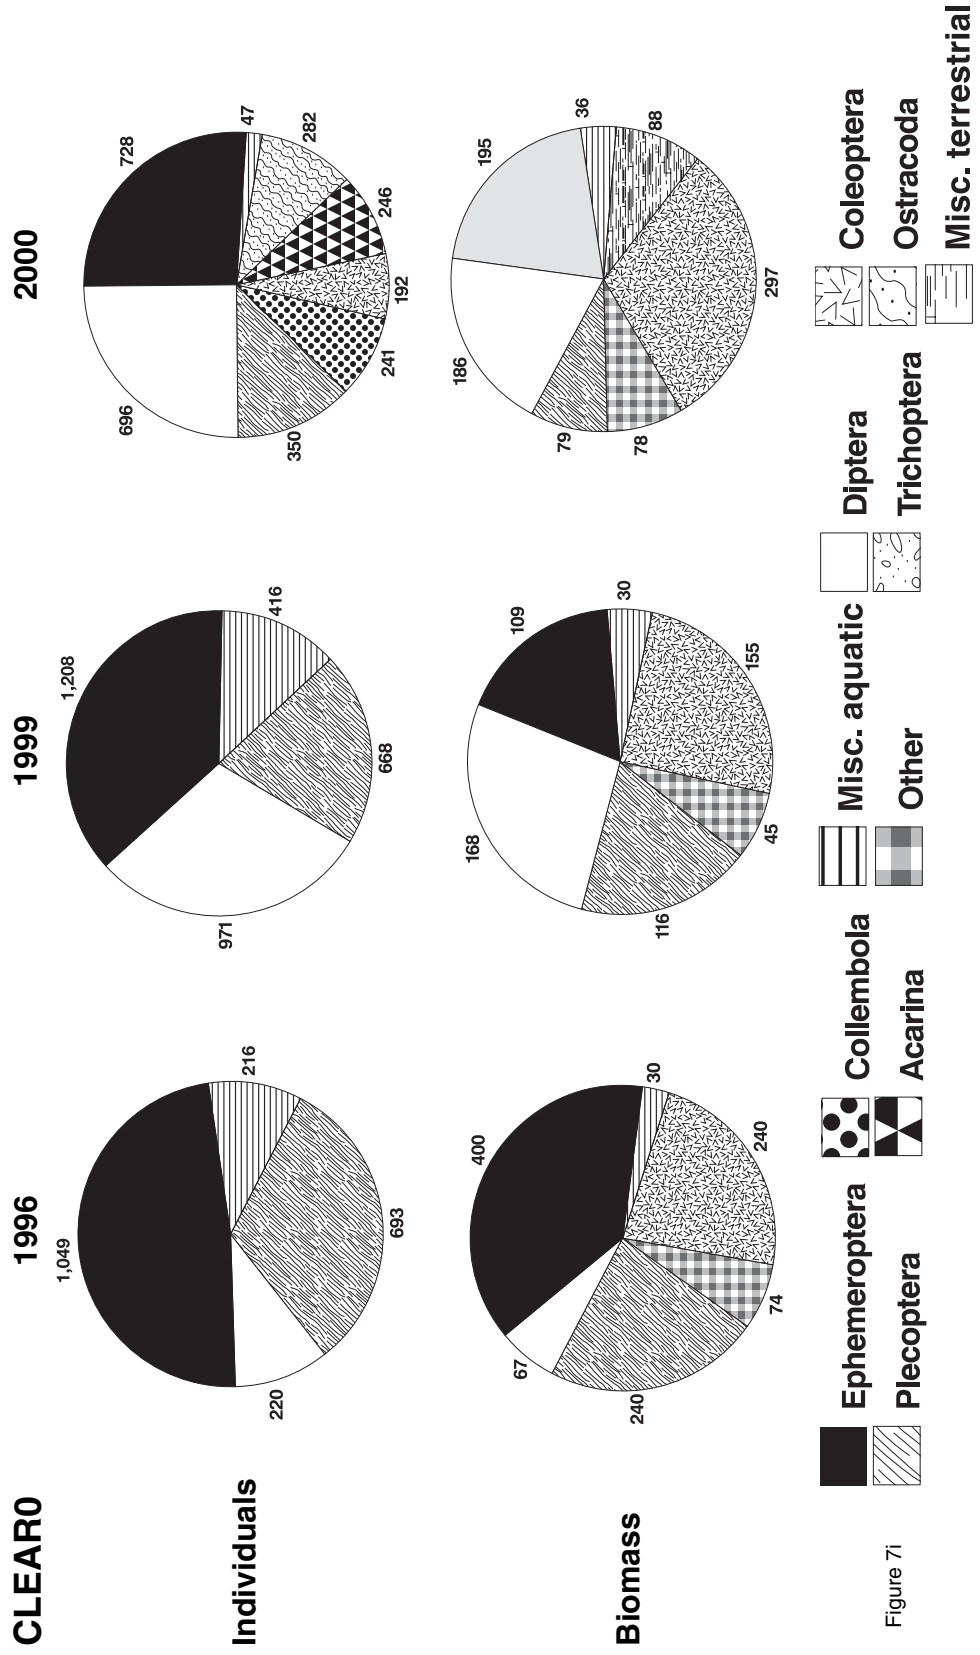 CLEAR0
1996
1999
2000
Individuals
1,049
216
693
220
1,208
416
668
971
728
47
282
246
192
241
350
696
Biomass
400
30
240
74
240
67
109
30
155
45
116
168
195
36
88
297
78
79
186
Ephemeroptera
Collembola
Misc. aquatic
Diptera
Coleoptera
Plecoptera
Acarina
Other
Trichoptera
Ostracoda
Misc. terrestrial
Figure 7i